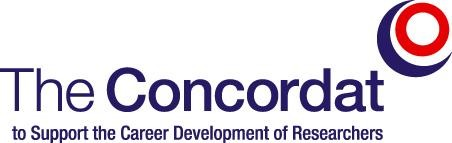 The Concordat
to Support the Career Development of Researchers